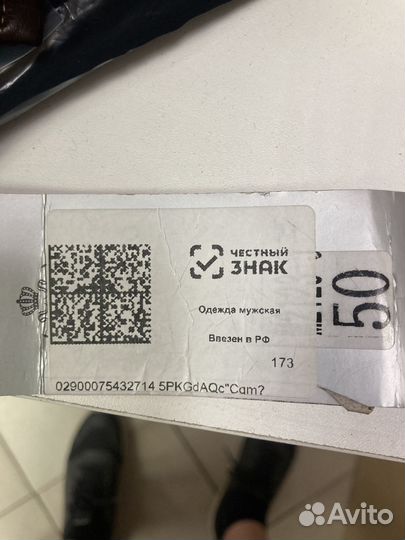 ЧЕСТНЫЙ
ЗНАК
Одежда мужская
Ввезен в РФ
173
02900075432714 5PKGdAQc"Cam?
50
Avito